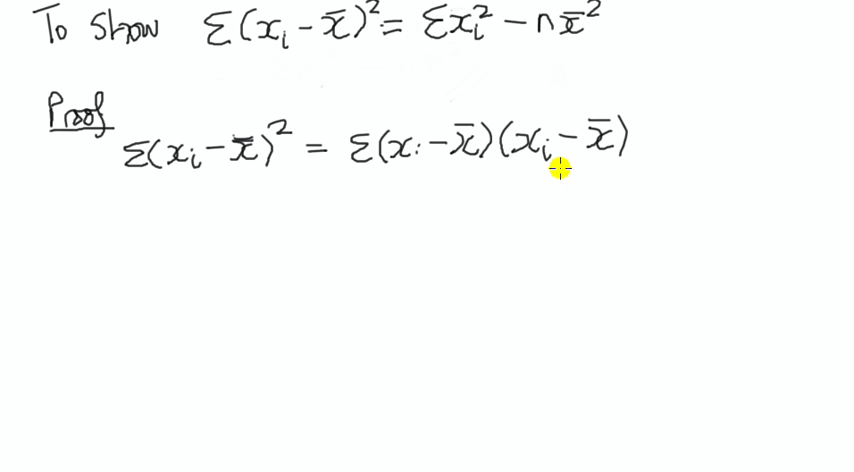 To Show Σ(xᵢ - x̄)² = Σxᵢ² - nx̄²
Proof
Σ(xᵢ - x̄)² = Σ(xᵢ - x̄)(xᵢ - x̄)